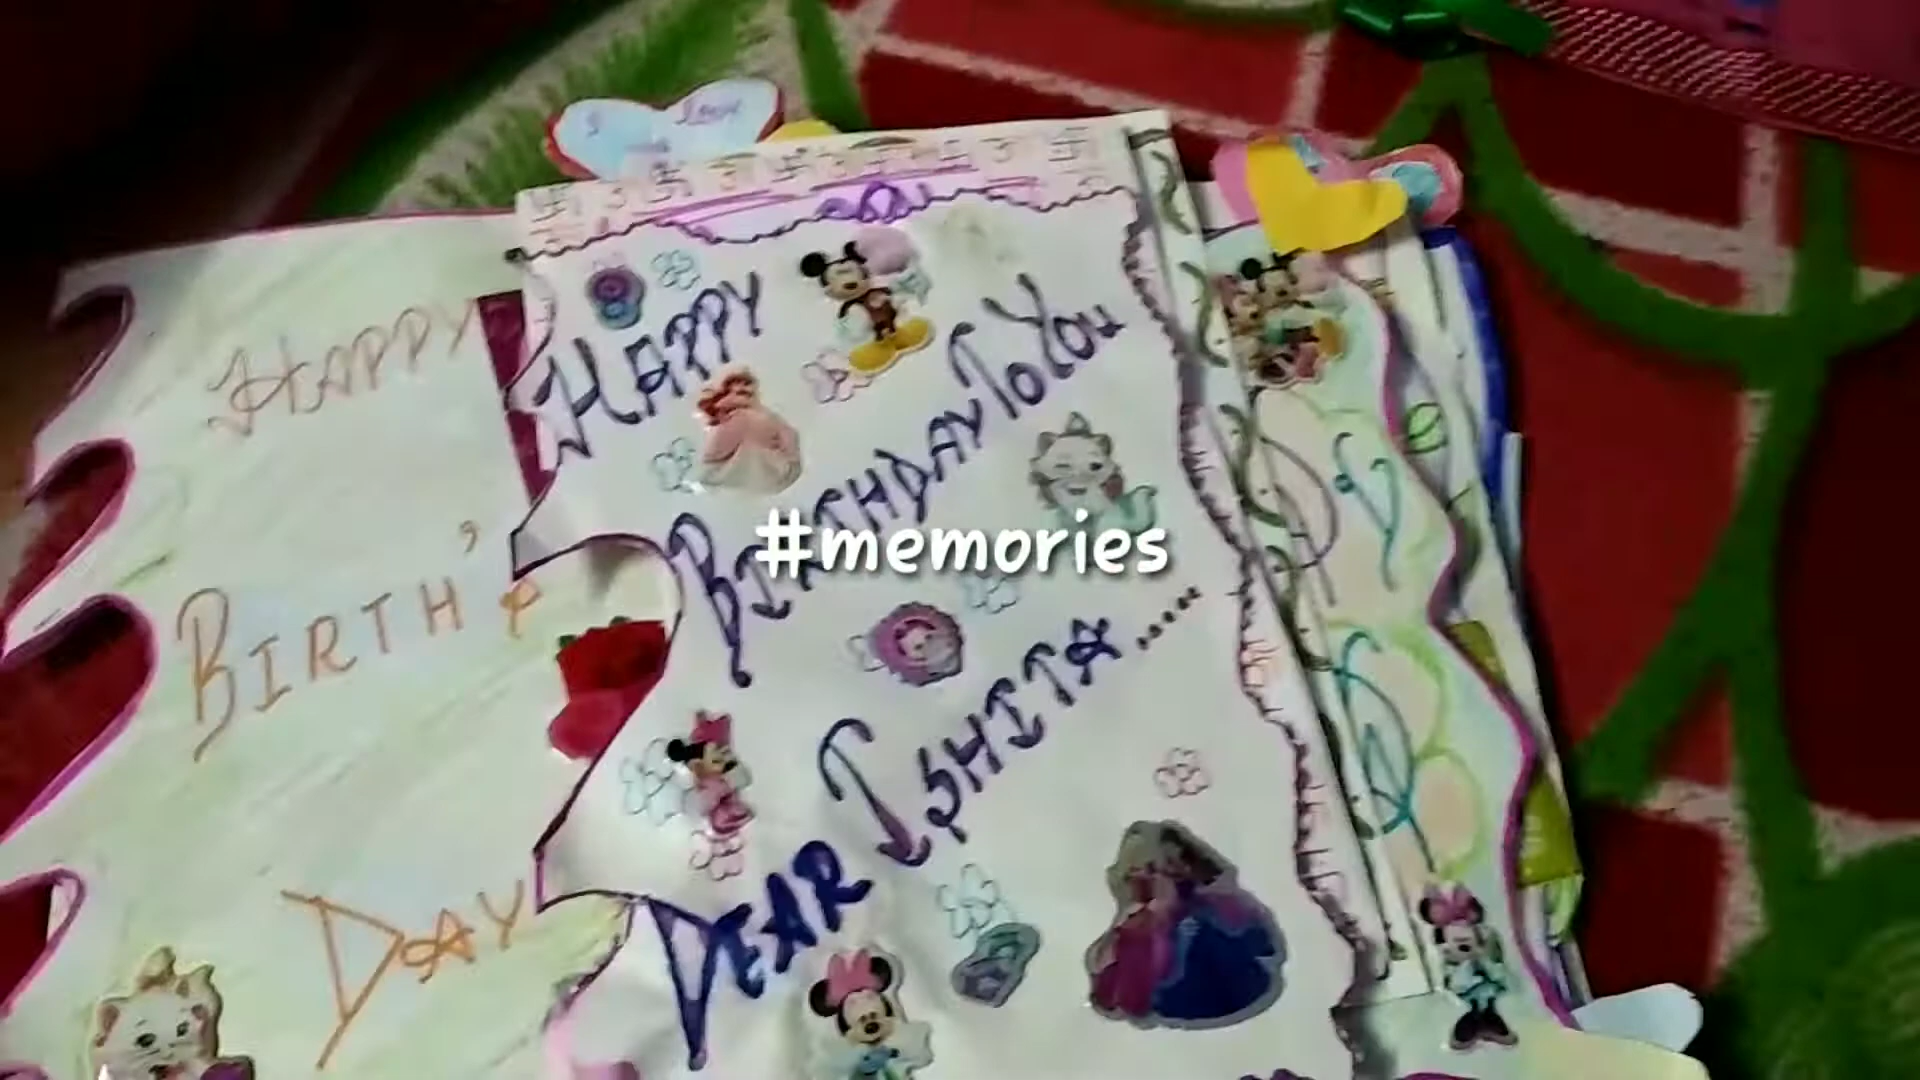 HAPPY
BIRTH'
DAY
HAPPY
BIRTHDAY TO YOU
DEAR ISHITA.....
#memories